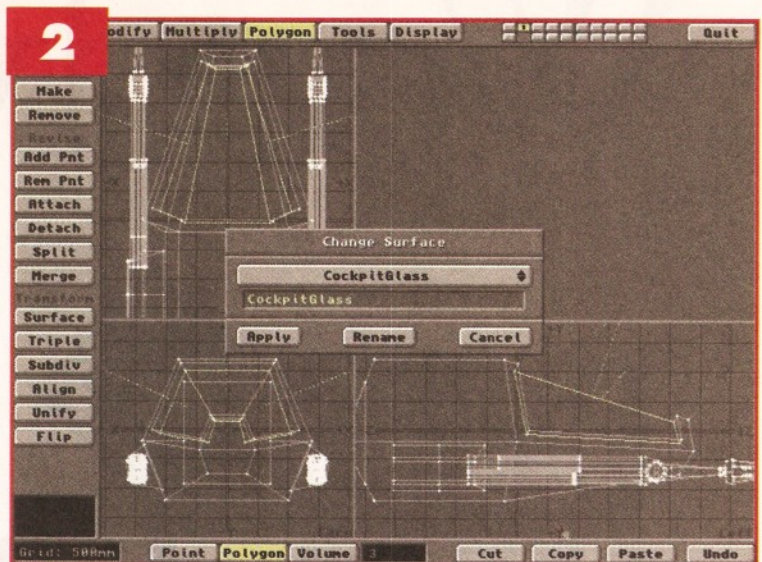 2
odify Multiply Polygon Tools Display Quit
Make
Remove
Revise
Add Pnt
Rem Pnt
Attach
Detach
Split
Merge
Transform
Surface
Triple
Subdiv
Align
Unify
Flip
Change Surface
CockpitGlass
CockpitGlass
Apply Rename Cancel
Left
Grid: 500mm Point Polygon Volume 3 Cut Copy Paste Undo